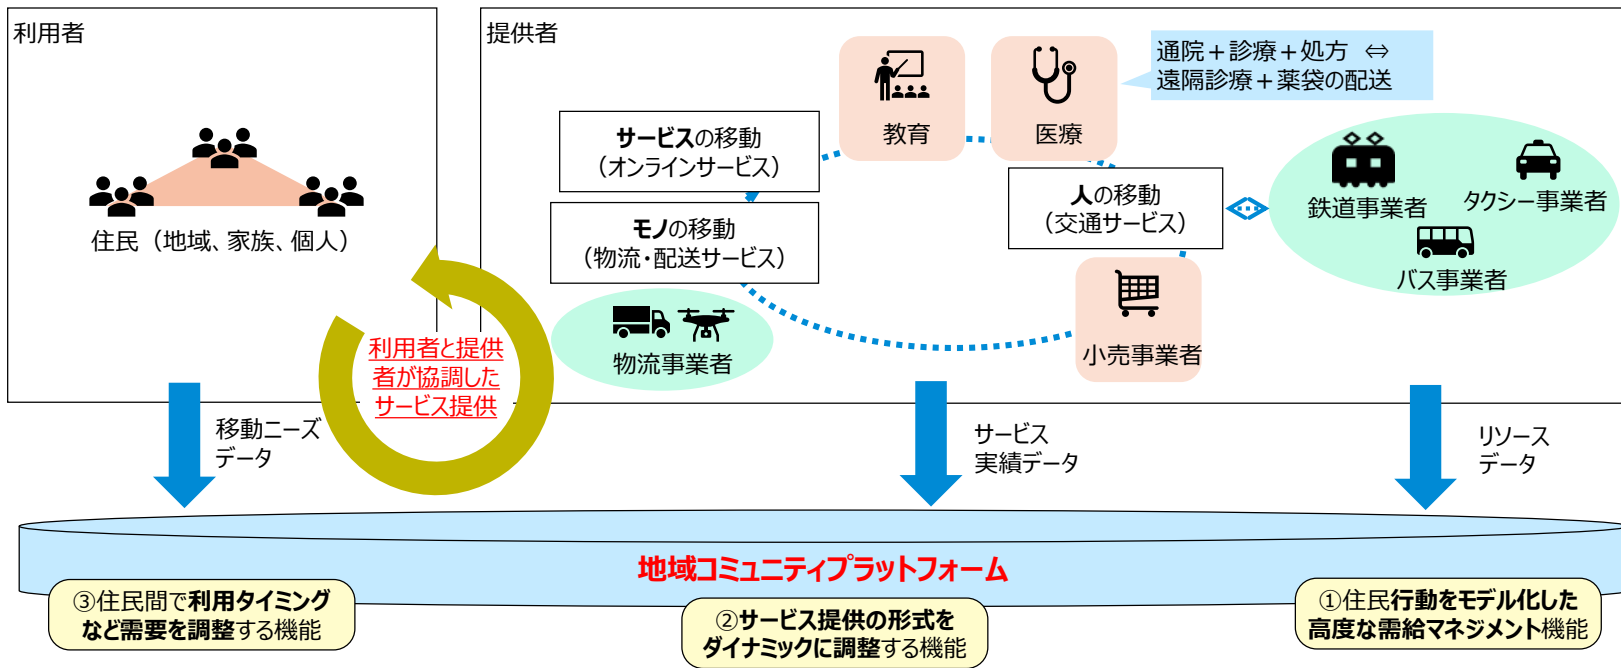 利用者
住民（地域、家族、個人）
提供者
教育
医療
通院＋診療＋処方　⇔
遠隔診療＋薬袋の配送
サービスの移動
（オンラインサービス）
モノの移動
（物流・配送サービス）
人の移動
（交通サービス）
鉄道事業者
タクシー事業者
バス事業者
物流事業者
小売事業者
利用者と提供
者が協調した
サービス提供
移動ニーズ
データ
サービス
実績データ
リソース
データ
地域コミュニティプラットフォーム
③住民間で利用タイミング
など需要を調整する機能
②サービス提供の形式を
ダイナミックに調整する機能
①住民行動をモデル化した
高度な需給マネジメント機能